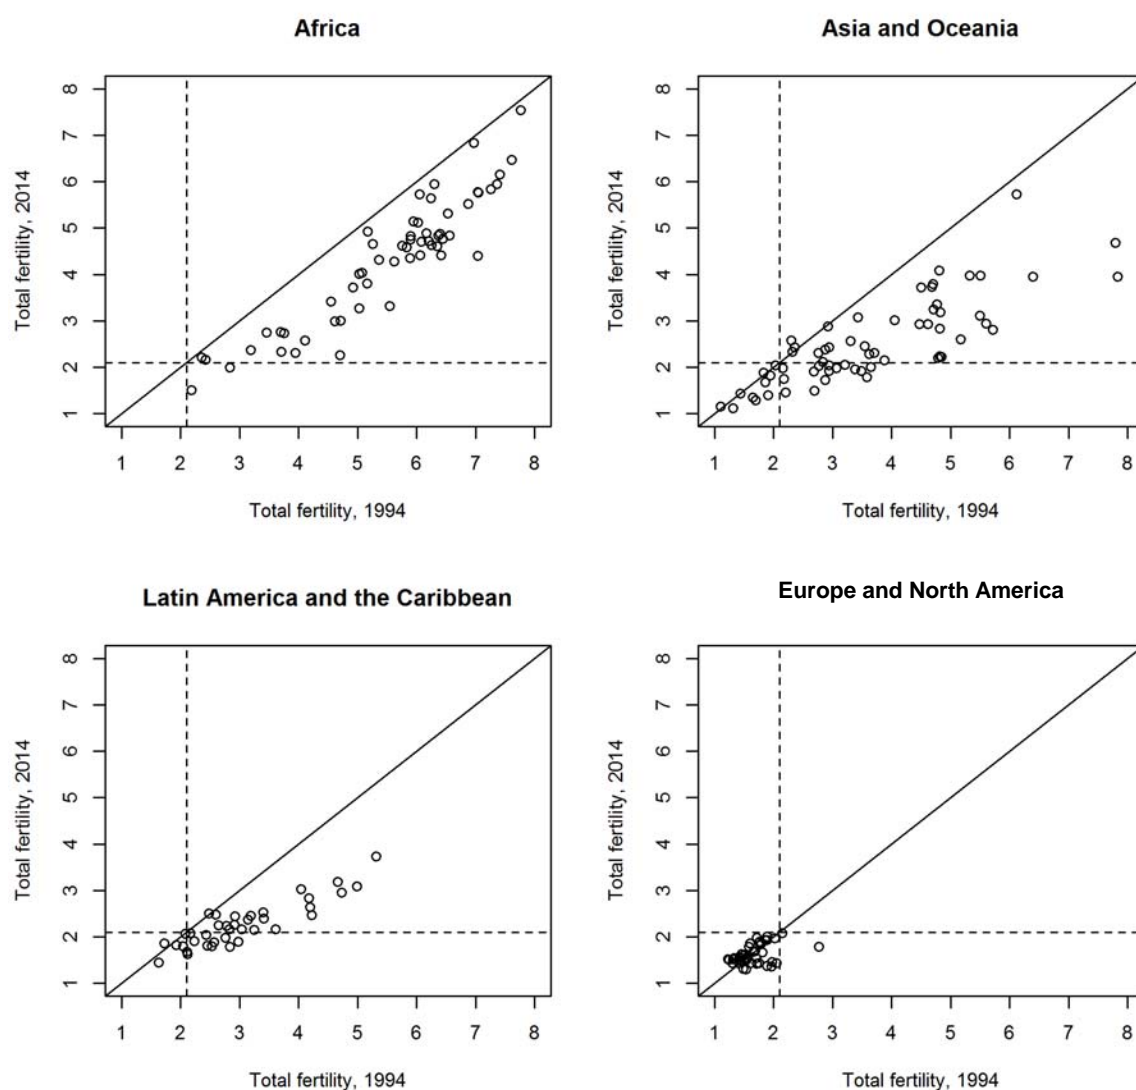 Africa
Total fertility, 2014
8
7
6
5
4
3
2
1
1 2 3 4 5 6 7 8
Total fertility, 1994
Asia and Oceania
Total fertility, 2014
8
7
6
5
4
3
2
1
1 2 3 4 5 6 7 8
Total fertility, 1994
Latin America and the Caribbean
Total fertility, 2014
8
7
6
5
4
3
2
1
1 2 3 4 5 6 7 8
Total fertility, 1994
Europe and North America
Total fertility, 2014
8
7
6
5
4
3
2
1
1 2 3 4 5 6 7 8
Total fertility, 1994